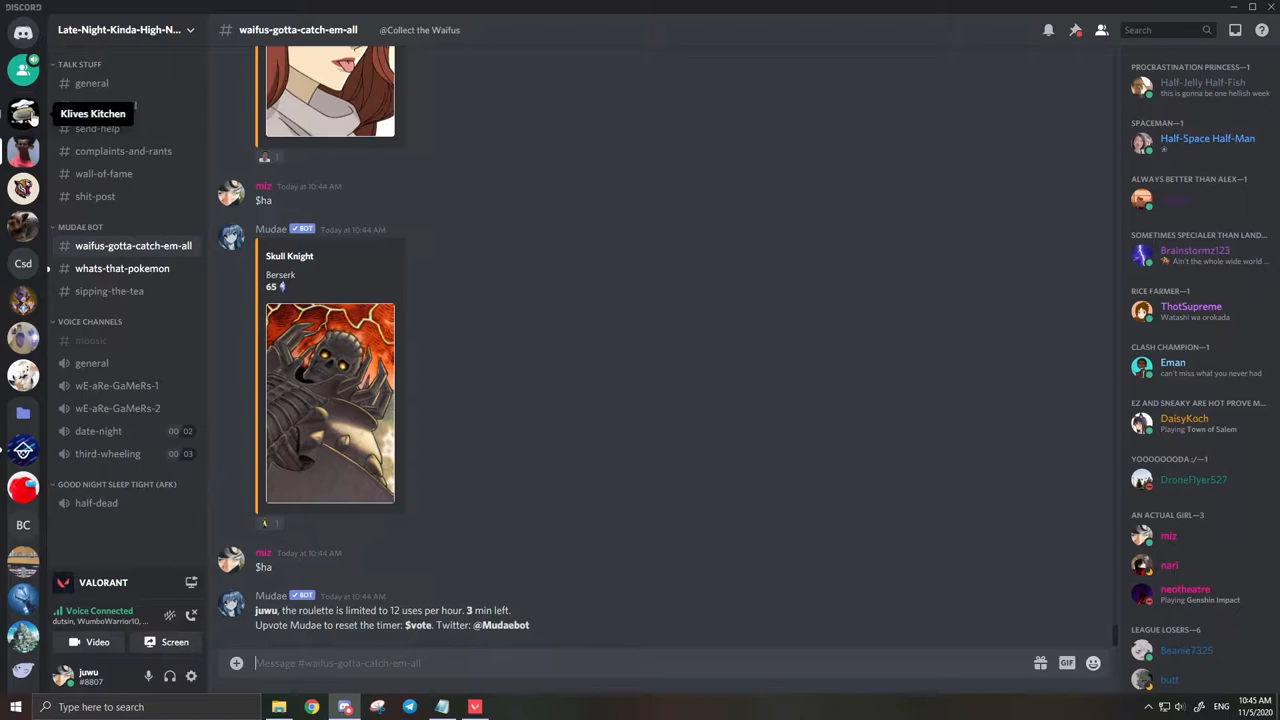 DISCORD
Late-Night-Kinda-High-N...
waifus-gotta-catch-em-all
@Collect the Waifus
Search
TALK STUFF
general
Klives Kitchen
send-help
complaints-and-rants
wall-of-fame
shit-post
MUDAE BOT
waifus-gotta-catch-em-all
whats-that-pokemon
sipping-the-tea
VOICE CHANNELS
moosic
general
wE-aRe-GaMeRs-1
wE-aRe-GaMeRs-2
date-night 00 02
third-wheeling 00 03
GOOD NIGHT SLEEP TIGHT (AFK)
half-dead
Csd
BC
VALORANT
Voice Connected
dutsin, WumboWarrior10, ...
Video
Screen
juwu
#8807
1
miz Today at 10:44 AM
$ha
Mudae BOT Today at 10:44 AM
Skull Knight
Berserk
65
1
miz Today at 10:44 AM
$ha
Mudae BOT Today at 10:44 AM
juwu, the roulette is limited to 12 uses per hour. 3 min left.
Upvote Mudae to reset the timer: $vote. Twitter: @Mudaebot
Message #waifus-gotta-catch-em-all
GIF
PROCRASTINATION PRINCESS—1
Half-Jelly Half-Fish
this is gonna be one hellish week
SPACEMAN—1
Half-Space Half-Man
ALWAYS BETTER THAN ALEX—1
SOMETIMES SPECIALER THAN LAND...
Brainstormz123
Ain't the whole wide world ...
RICE FARMER—1
ThotSupreme
Watashi wa orokada
CLASH CHAMPION—1
Eman
can't miss what you never had
EZ AND SNEAKY ARE HOT PROVE M...
DaisyKoch
Playing Town of Salem
YOOOOOOODA :/—1
DroneFlyer527
AN ACTUAL GIRL—3
miz
nari
neotheatre
Playing Genshin Impact
LEAGUE LOSERS—6
Beanie7325
butt
Type here to search
ENG
10:45 AM
11/5/2020